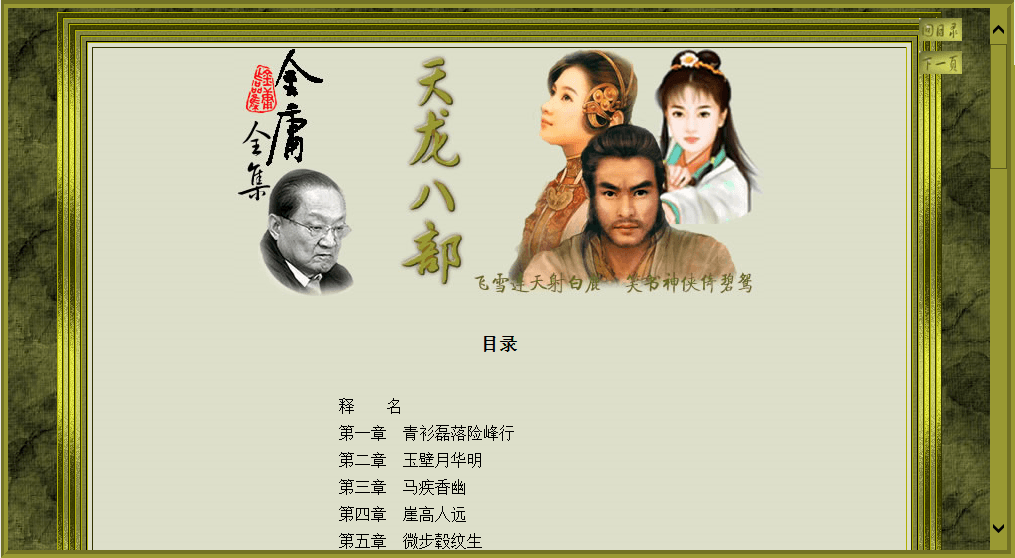 回目录
下一页
金庸
全集
天龙八部
飞雪连天射白鹿 笑书神侠倚碧鸳
目录
释　　名
第一章　青衫磊落险峰行
第二章　玉壁月华明
第三章　马疾香幽
第四章　崖高人远
第五章　微步縠纹生